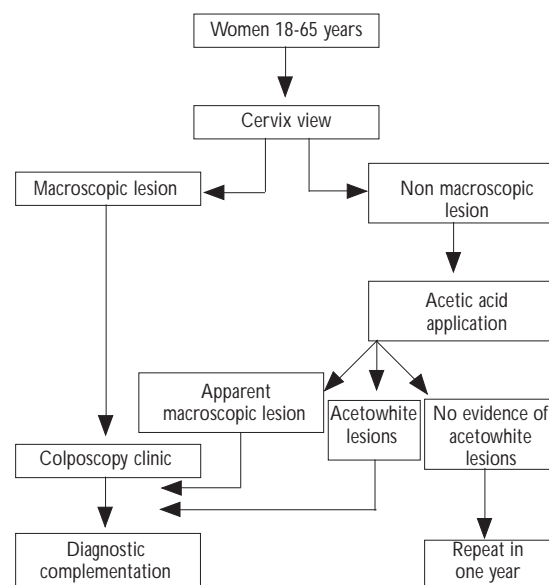 Women 18-65 years
Cervix view
Macroscopic lesion
Non macroscopic
lesion
Acetic acid
application
Apparent
macroscopic lesion
Acetowhite
lesions
No evidence of
acetowhite
lesions
Colposcopy clinic
Diagnostic
complementation
Repeat in
one year